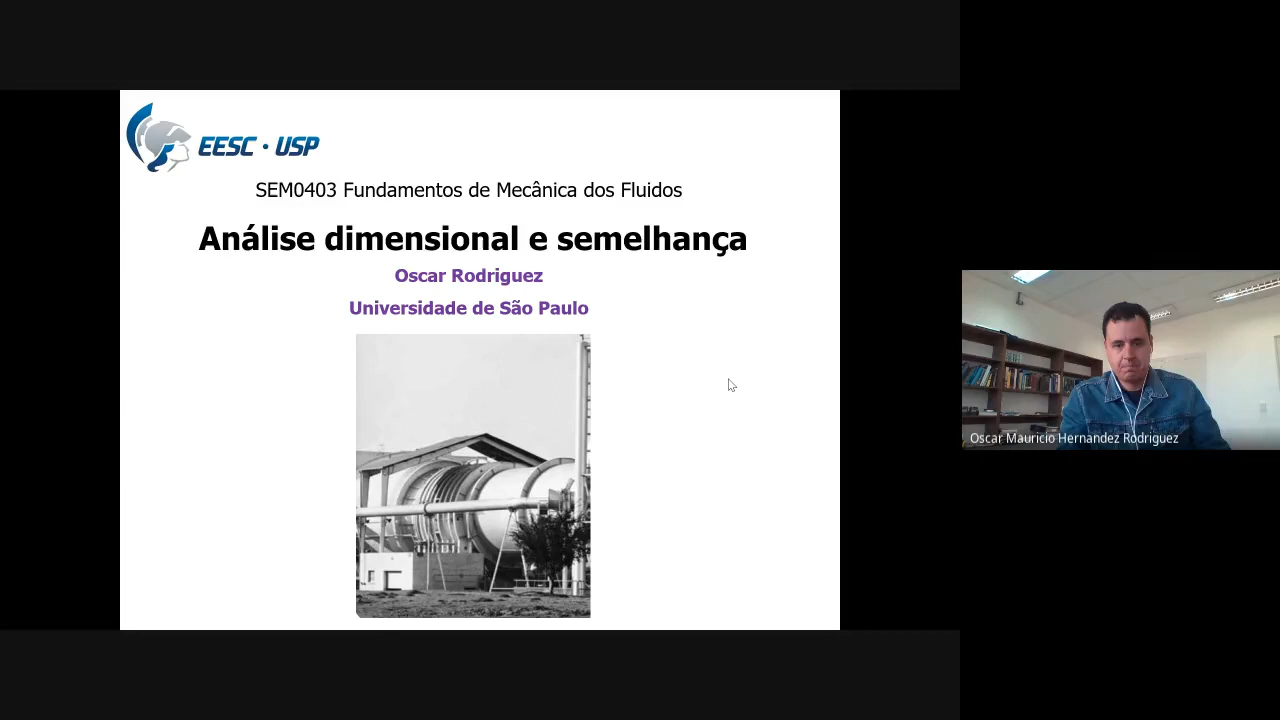 EESC • USP
SEM0403 Fundamentos de Mecânica dos Fluidos
Análise dimensional e semelhança
Oscar Rodriguez
Universidade de São Paulo
Oscar Mauricio Hernandez Rodriguez